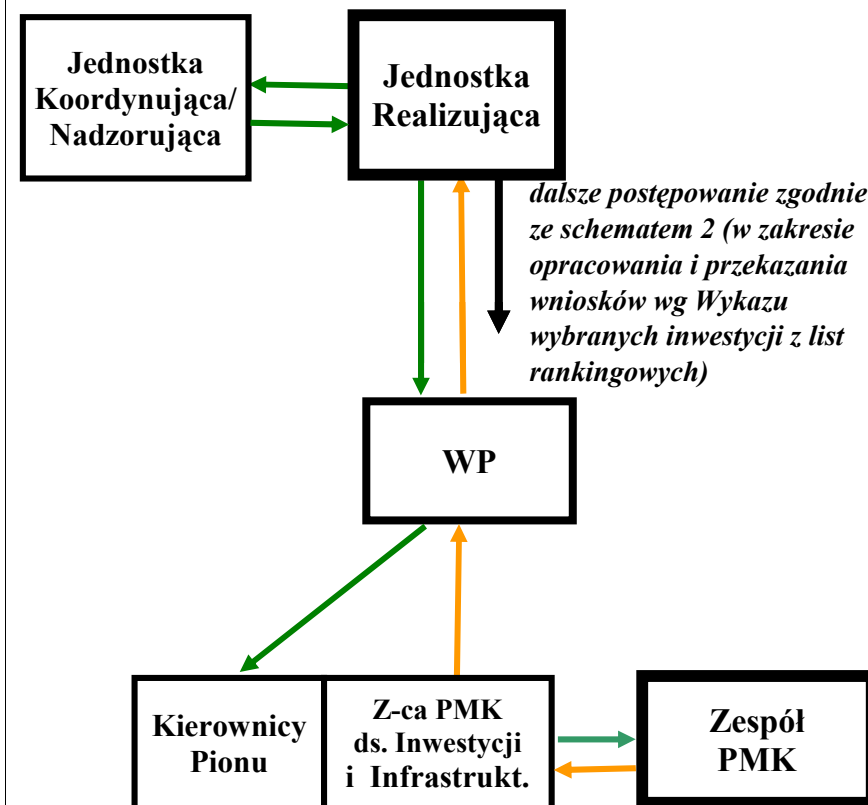 Jednostka
Koordynująca/
Nadzorująca
Jednostka
Realizująca
dalsze postępowanie zgodnie
ze schematem 2 (w zakresie
opracowania i przekazania
wniosków wg Wykazu
wybranych inwestycji z list
rankingowych)
WP
Kierownicy
Pionu
Z-ca PMK
ds. Inwestycji
i Infrastrukt.
Zespół
PMK